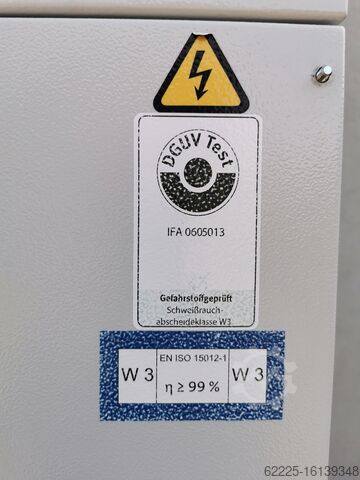 DGUV Test
IFA 0605013
Gefahrstoffgeprüft
Schweißrauch-
abscheideklasse W3
EN ISO 15012-1
W 3 η ≥ 99 % W 3
62225-16139348